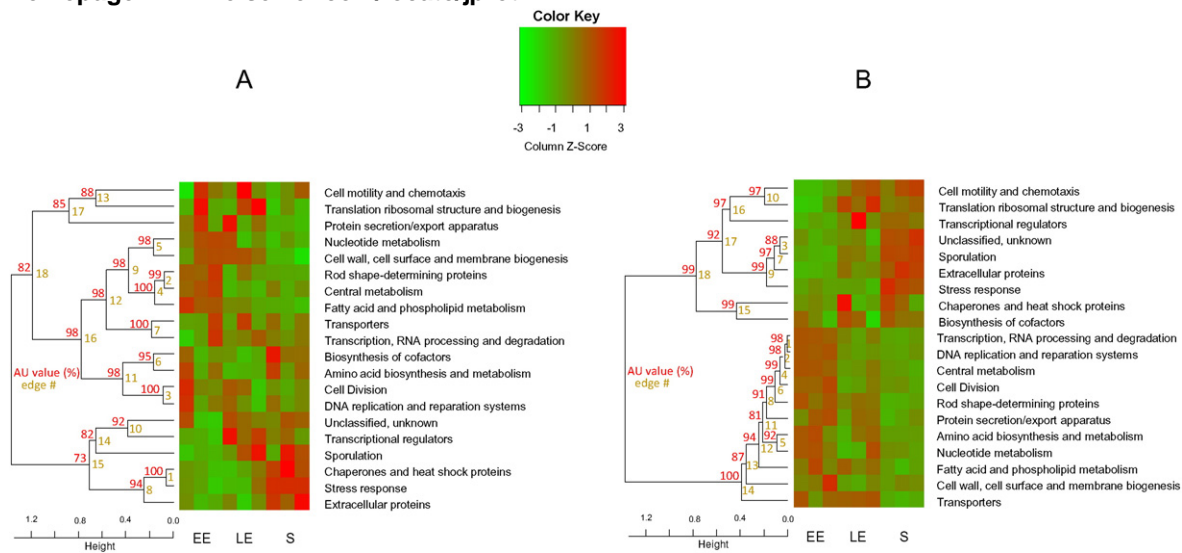 Color Key
A
B
-3 -1 1 3
Column Z-Score
88
13
85
17
98
5
82
18
98
9
99
2
100
4
98
12
100
7
98
16
95
6
98
11
AU value (%)
edge #
100
3
92
10
82
14
73
15
100
1
94
8
Cell motility and chemotaxis
Translation ribosomal structure and biogenesis
Protein secretion/export apparatus
Nucleotide metabolism
Cell wall, cell surface and membrane biogenesis
Rod shape-determining proteins
Central metabolism
Fatty acid and phospholipid metabolism
Transporters
Transcription, RNA processing and degradation
Biosynthesis of cofactors
Amino acid biosynthesis and metabolism
Cell Division
DNA replication and reparation systems
Unclassified, unknown
Transcriptional regulators
Sporulation
Chaperones and heat shock proteins
Stress response
Extracellular proteins
1.2 0.8 0.4 0.0
Height
EE LE S
97
10
97
16
92
17
88
3
97
7
99
9
99
18
99
15
98
98
2
99
4
AU value (%)
edge #
99
6
91
8
81
11
92
5
94
12
87
13
100
14
Cell motility and chemotaxis
Translation ribosomal structure and biogenesis
Transcriptional regulators
Unclassified, unknown
Sporulation
Extracellular proteins
Stress response
Chaperones and heat shock proteins
Biosynthesis of cofactors
Transcription, RNA processing and degradation
DNA replication and reparation systems
Central metabolism
Cell Division
Rod shape-determining proteins
Protein secretion/export apparatus
Amino acid biosynthesis and metabolism
Nucleotide metabolism
Fatty acid and phospholipid metabolism
Cell wall, cell surface and membrane biogenesis
Transporters
1.2 0.8 0.4 0.0
Height
EE LE S